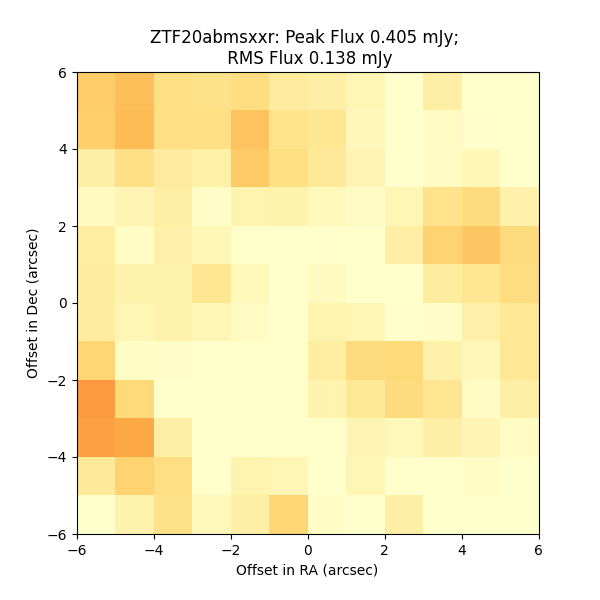 ZTF20abmsxxr: Peak Flux 0.405 mJy;
RMS Flux 0.138 mJy
6
4
2
0
−2
−4
−6
Offset in Dec (arcsec)
−6 −4 −2 0 2 4 6
Offset in RA (arcsec)